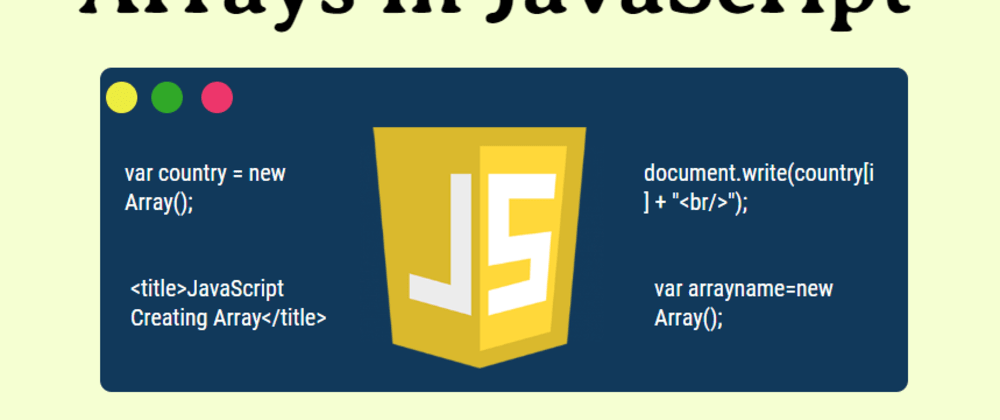 Arrays in JavaScript
var country = new
Array();
<title>JavaScript
Creating Array</title>
JS
document.write(country[i
] + "<br/>");
var arrayname=new
Array();